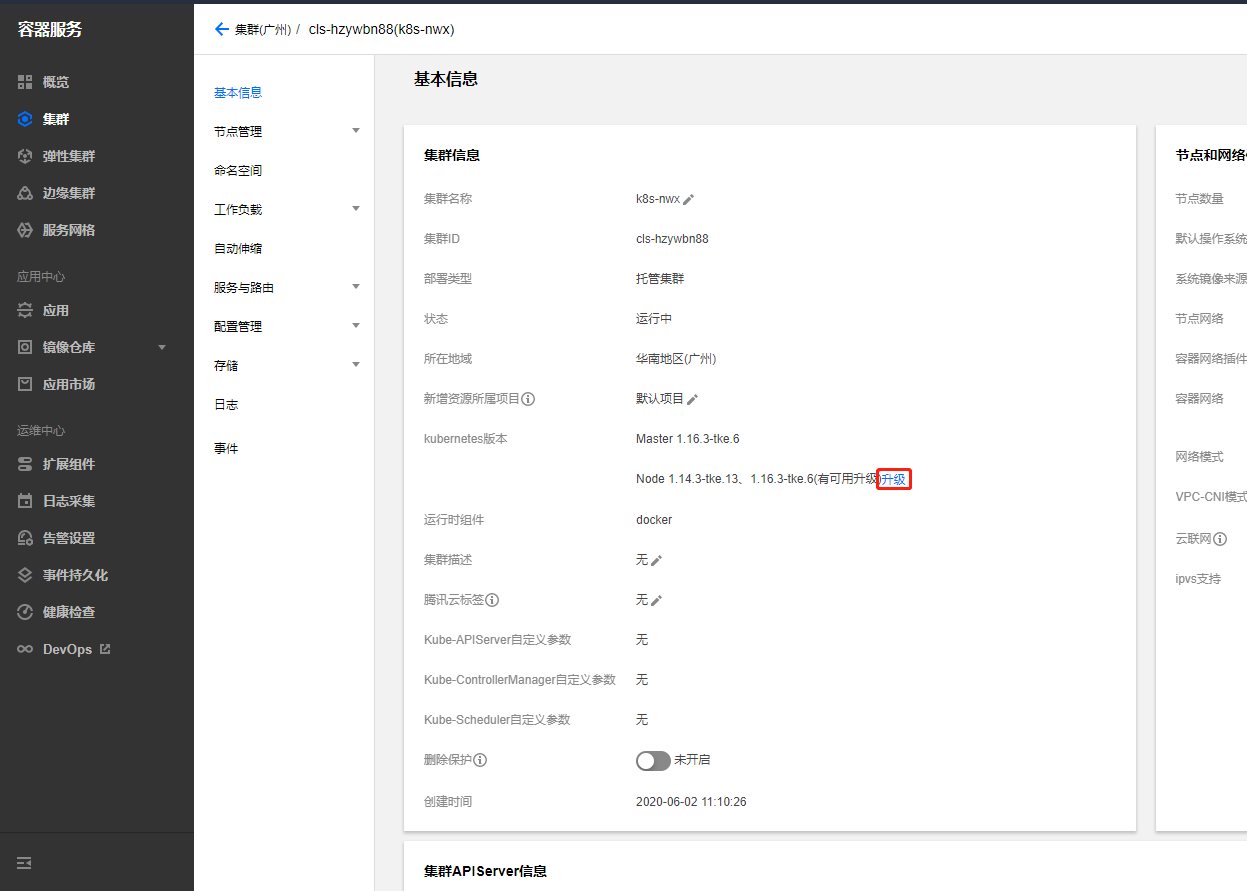 容器服务
概览
集群
弹性集群
边缘集群
服务网格
应用中心
应用
镜像仓库
应用市场
运维中心
扩展组件
日志采集
告警设置
事件持久化
健康检查
DevOps
集群(广州) / cls-hzywbn88(k8s-nwx)
基本信息
节点管理
命名空间
工作负载
自动伸缩
服务与路由
配置管理
存储
日志
事件
基本信息
集群信息
集群名称 k8s-nwx
集群ID cls-hzywbn88
部署类型 托管集群
状态 运行中
所在地域 华南地区(广州)
新增资源所属项目 默认项目
kubernetes版本 Master 1.16.3-tke.6
Node 1.14.3-tke.13、1.16.3-tke.6(有可用升级)升级
运行时组件 docker
集群描述 无
腾讯云标签 无
Kube-APIServer自定义参数 无
Kube-ControllerManager自定义参数 无
Kube-Scheduler自定义参数 无
删除保护 未开启
创建时间 2020-06-02 11:10:26
节点和网络
节点数量
默认操作系统
系统镜像来源
节点网络
容器网络插件
容器网络
网络模式
VPC-CNI模式
云联网
ipvs支持
集群APIServer信息